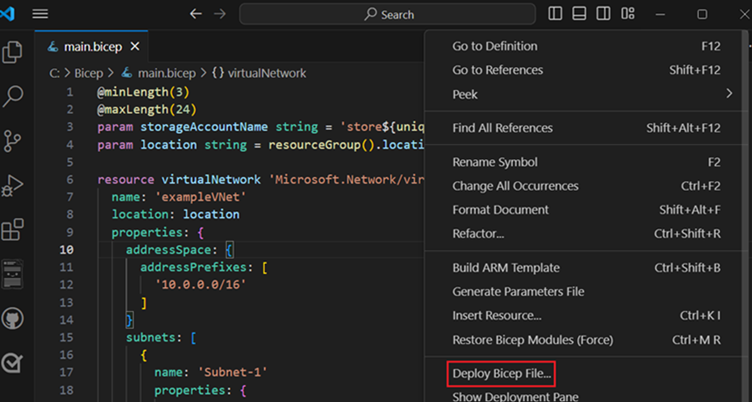 Search
main.bicep
C: > Bicep > main.bicep > {} virtualNetwork
1 @minLength(3)
2 @maxLength(24)
3 param storageAccountName string = 'store${uniq
4 param location string = resourceGroup().locati
5
6 resource virtualNetwork 'Microsoft.Network/vir
7 name: 'exampleVNet'
8 location: location
9 properties: {
10 addressSpace: {
11 addressPrefixes: [
12 '10.0.0.0/16'
13 ]
14 }
15 subnets: [
16 {
17 name: 'Subnet-1'
18 properties: {
Go to Definition F12
Go to References Shift+F12
Peek
Find All References Shift+Alt+F12
Rename Symbol F2
Change All Occurrences Ctrl+F2
Format Document Shift+Alt+F
Refactor... Ctrl+Shift+R
Build ARM Template Ctrl+Shift+B
Generate Parameters File
Insert Resource... Ctrl+K I
Restore Bicep Modules (Force) Ctrl+M R
Deploy Bicep File...
Show Deployment Pane